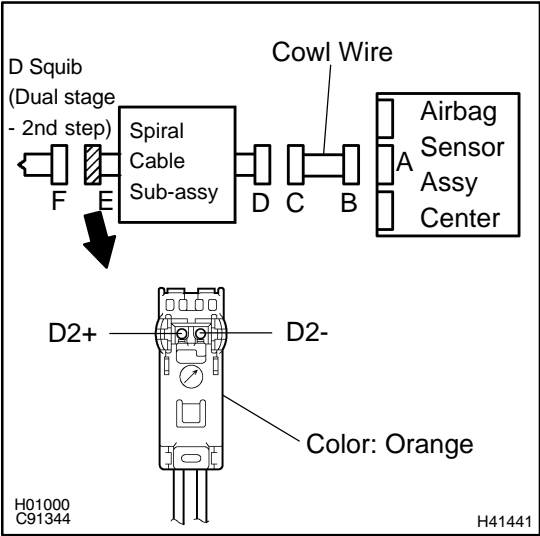 D Squib
(Dual stage
- 2nd step)
Spiral
Cable
Sub-assy
Cowl Wire
Airbag
Sensor
Assy
Center
F
E
D
C
B
A
D2+
D2-
Color: Orange
H01000
C91344
H41441